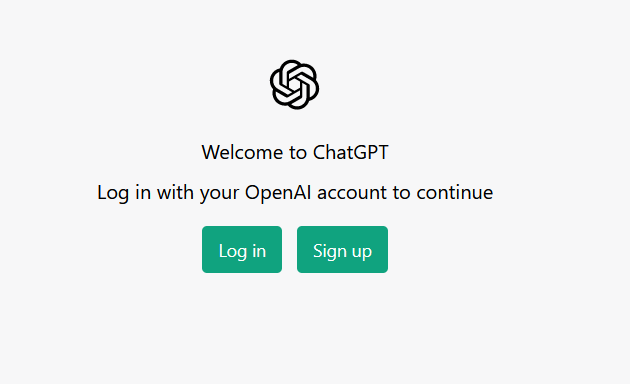 Welcome to ChatGPT
Log in with your OpenAI account to continue
Log in
Sign up